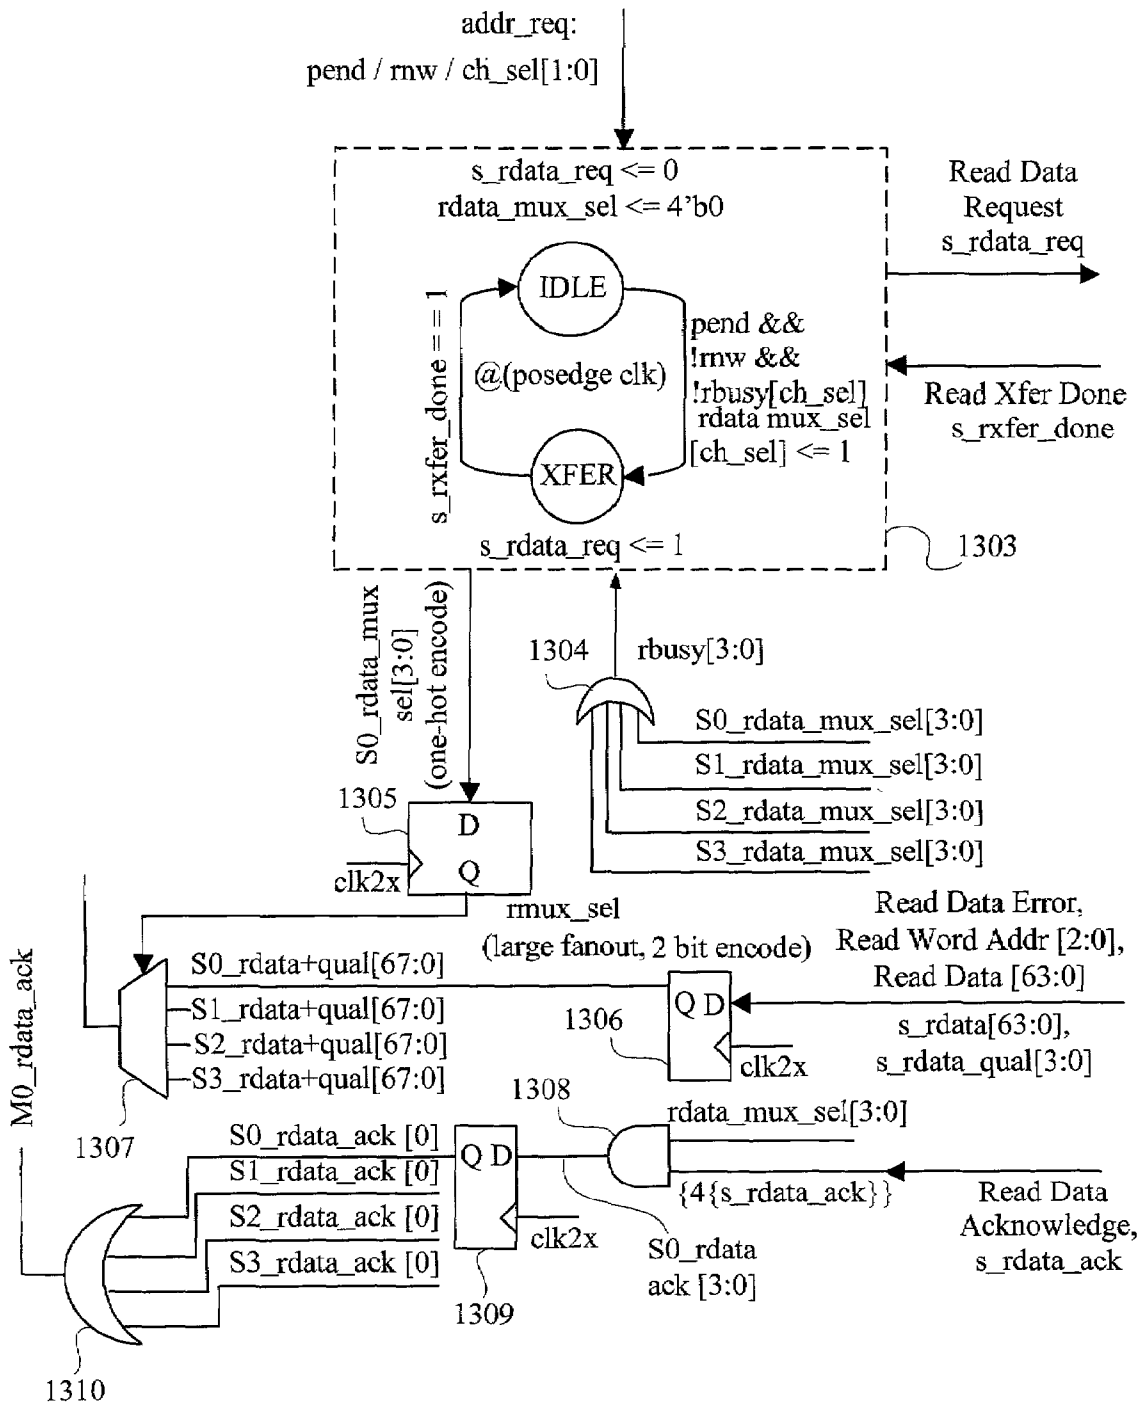 addr_req:
pend / rnw / ch_sel[1:0]
s_rdata_req <= 0
rdata_mux_sel <= 4'b0
Read Data
Request
s_rdata_req
IDLE
s_rxfer_done = = 1
@(posedge clk)
pend &&
!rnw &&
!rbusy[ch_sel]
rdata mux_sel
[ch_sel] <= 1
Read Xfer Done
s_rxfer_done
XFER
s_rdata_req <= 1
1303
S0_rdata_mux
sel[3:0]
(one-hot encode)
1304
rbusy[3:0]
S0_rdata_mux_sel[3:0]
S1_rdata_mux_sel[3:0]
S2_rdata_mux_sel[3:0]
S3_rdata_mux_sel[3:0]
1305
D
Q
clk2x
rmux_sel
(large fanout, 2 bit encode)
Read Data Error,
Read Word Addr [2:0],
Read Data [63:0]
s_rdata[63:0],
s_rdata_qual[3:0]
M0_rdata_ack
S0_rdata+qual[67:0]
S1_rdata+qual[67:0]
S2_rdata+qual[67:0]
S3_rdata+qual[67:0]
1306
Q D
clk2x
1307
1308
rdata_mux_sel[3:0]
{4{s_rdata_ack}}
Read Data
Acknowledge,
s_rdata_ack
S0_rdata_ack [0]
S1_rdata_ack [0]
S2_rdata_ack [0]
S3_rdata_ack [0]
Q D
clk2x
S0_rdata
ack [3:0]
1309
1310